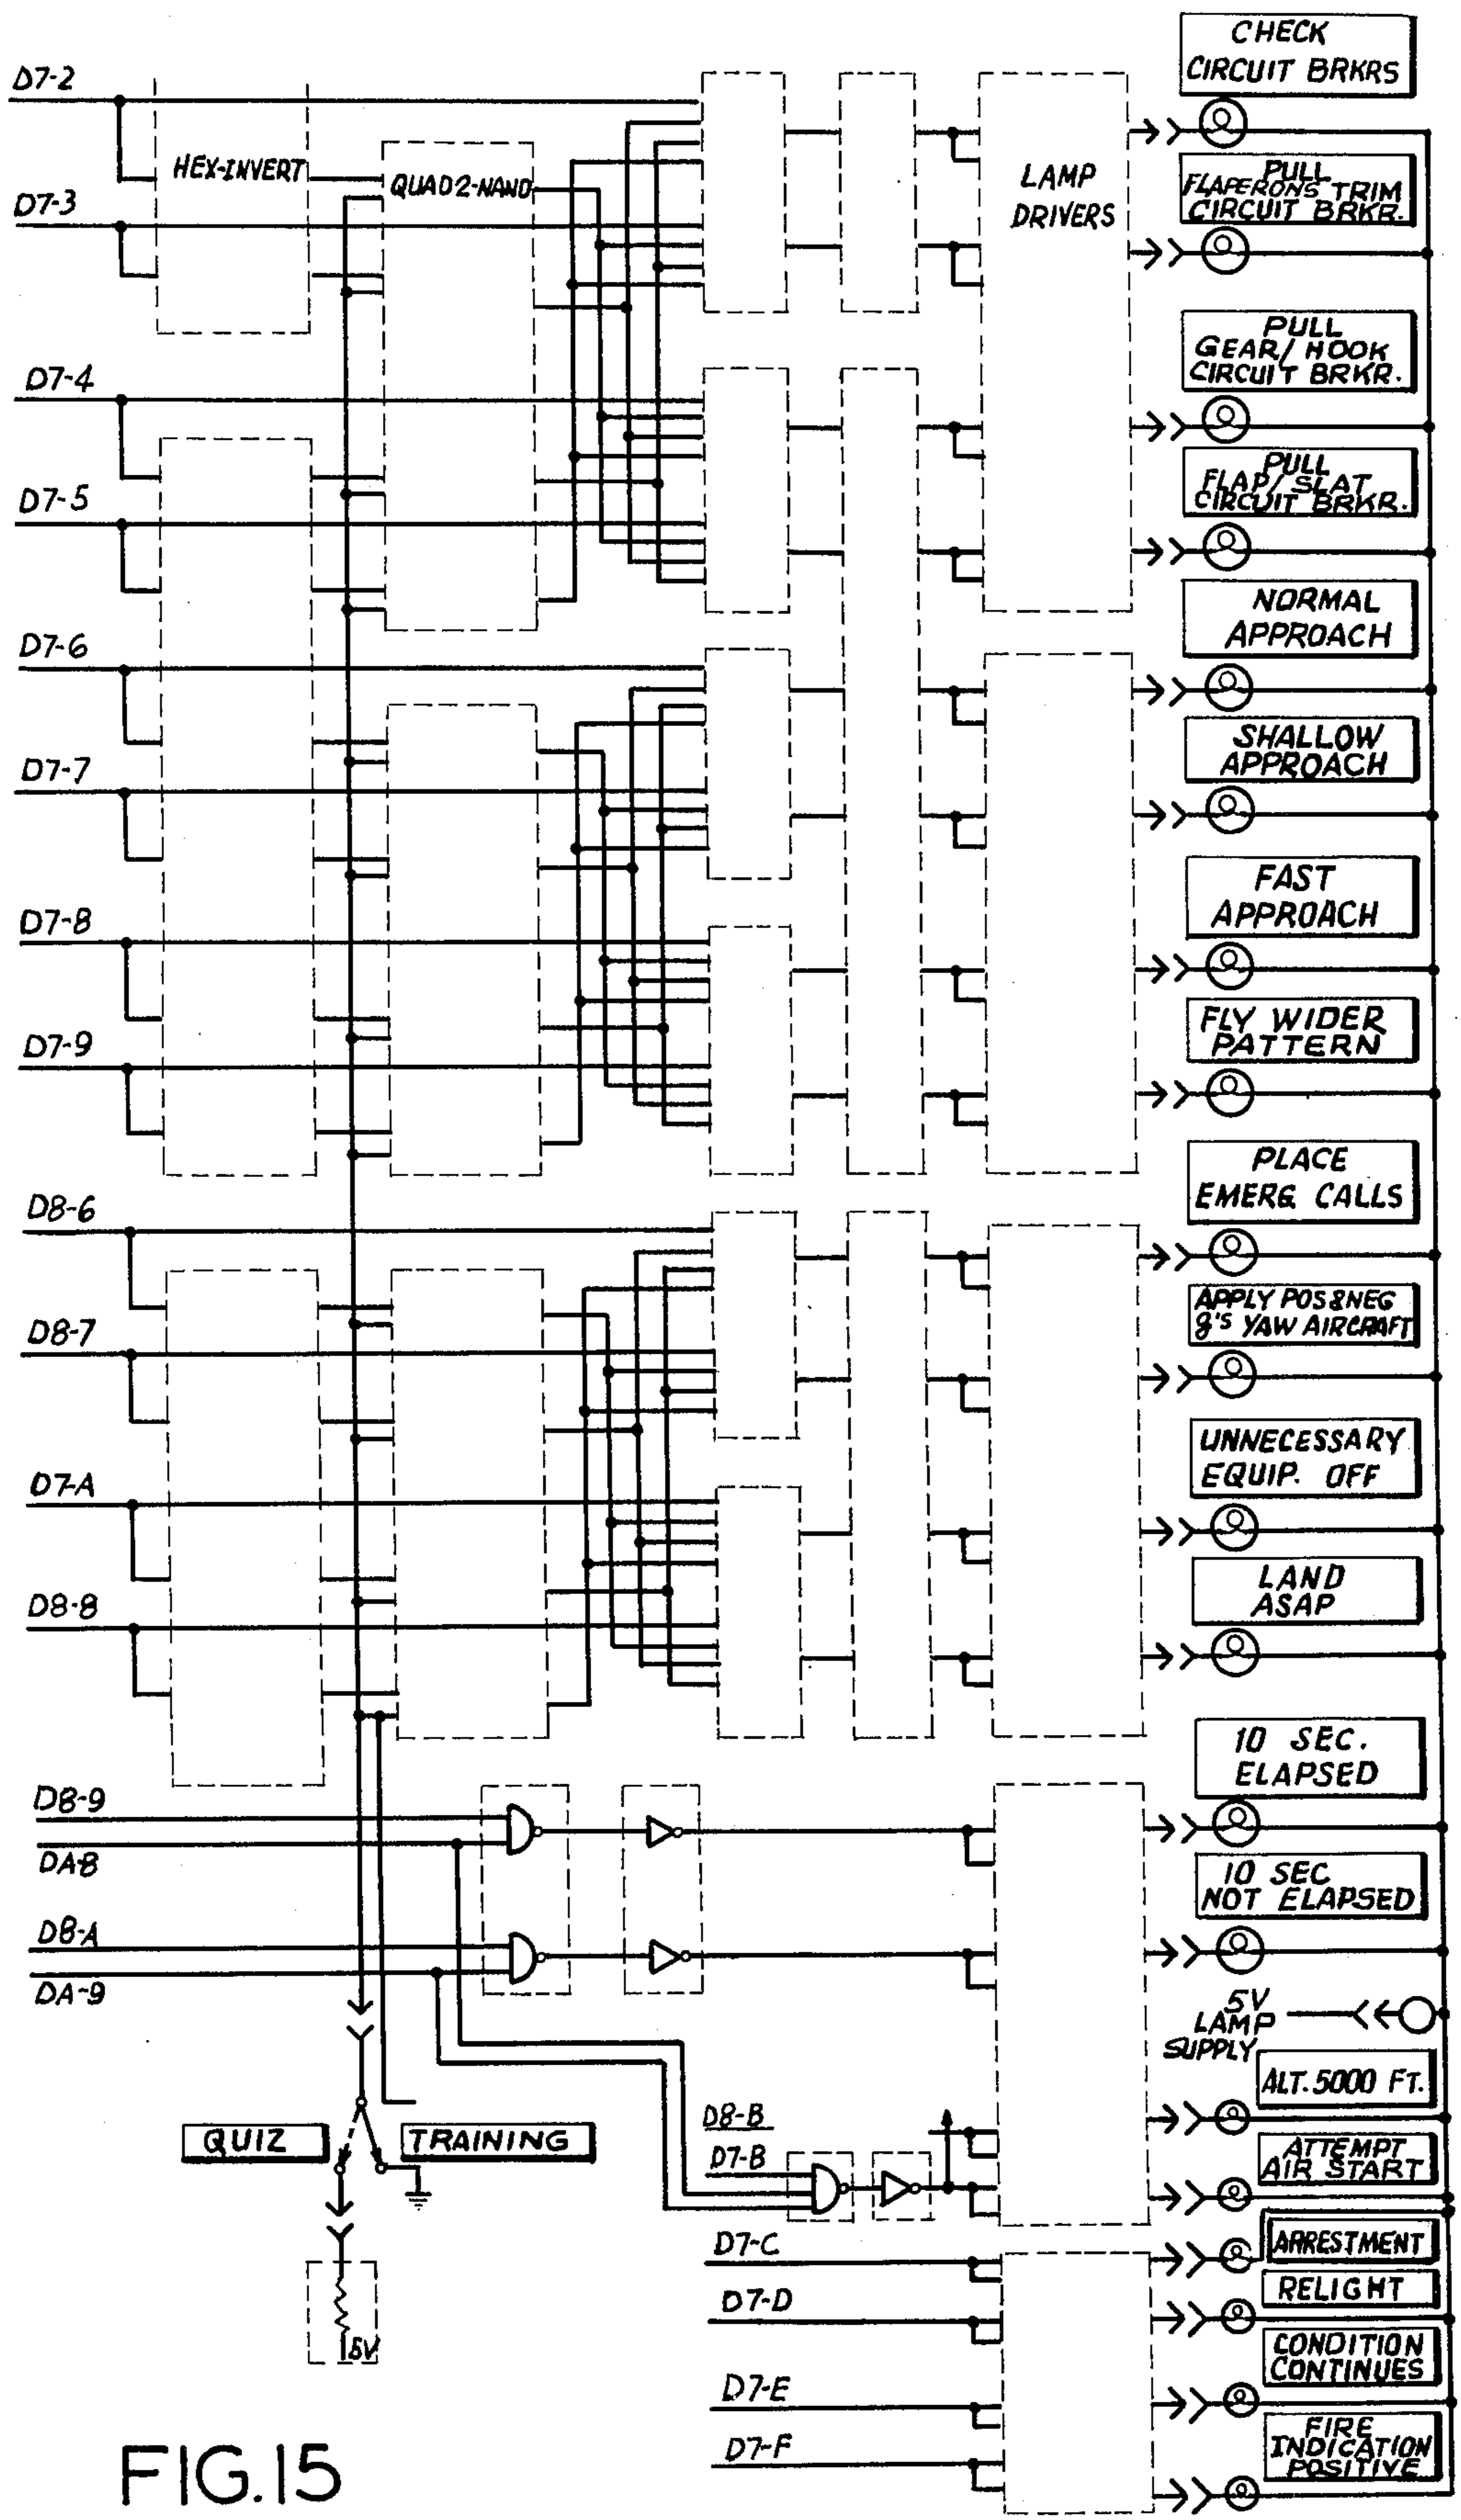 CHECK
CIRCUIT BRKRS
D7-2
HEX-INVERT
QUAD 2-NAND
LAMP
DRIVERS
PULL
FLAPERONS TRIM
CIRCUIT BRKR.
D7-3
PULL
GEAR/HOOK
CIRCUIT BRKR.
D7-4
PULL
FLAP/SLAT
CIRCUIT BRKR.
D7-5
NORMAL
APPROACH
D7-6
SHALLOW
APPROACH
D7-7
FAST
APPROACH
D7-8
FLY WIDER
PATTERN
D7-9
PLACE
EMERG CALLS
D8-6
APPLY POS&NEG
g'S YAW AIRCRAFT
D8-7
UNNECESSARY
EQUIP. OFF
D7-A
LAND
ASAP
D8-8
10 SEC.
ELAPSED
D8-9
DA8
10 SEC
NOT ELAPSED
D8-A
DA-9
5V
LAMP
SUPPLY
ALT. 5000 FT.
D8-B
QUIZ
TRAINING
D7-B
ATTEMPT
AIR START
D7-C
ARRESTMENT
D7-D
RELIGHT
5V
CONDITION
CONTINUES
D7-E
D7-F
FIRE
INDICATION
POSITIVE
FIG.15